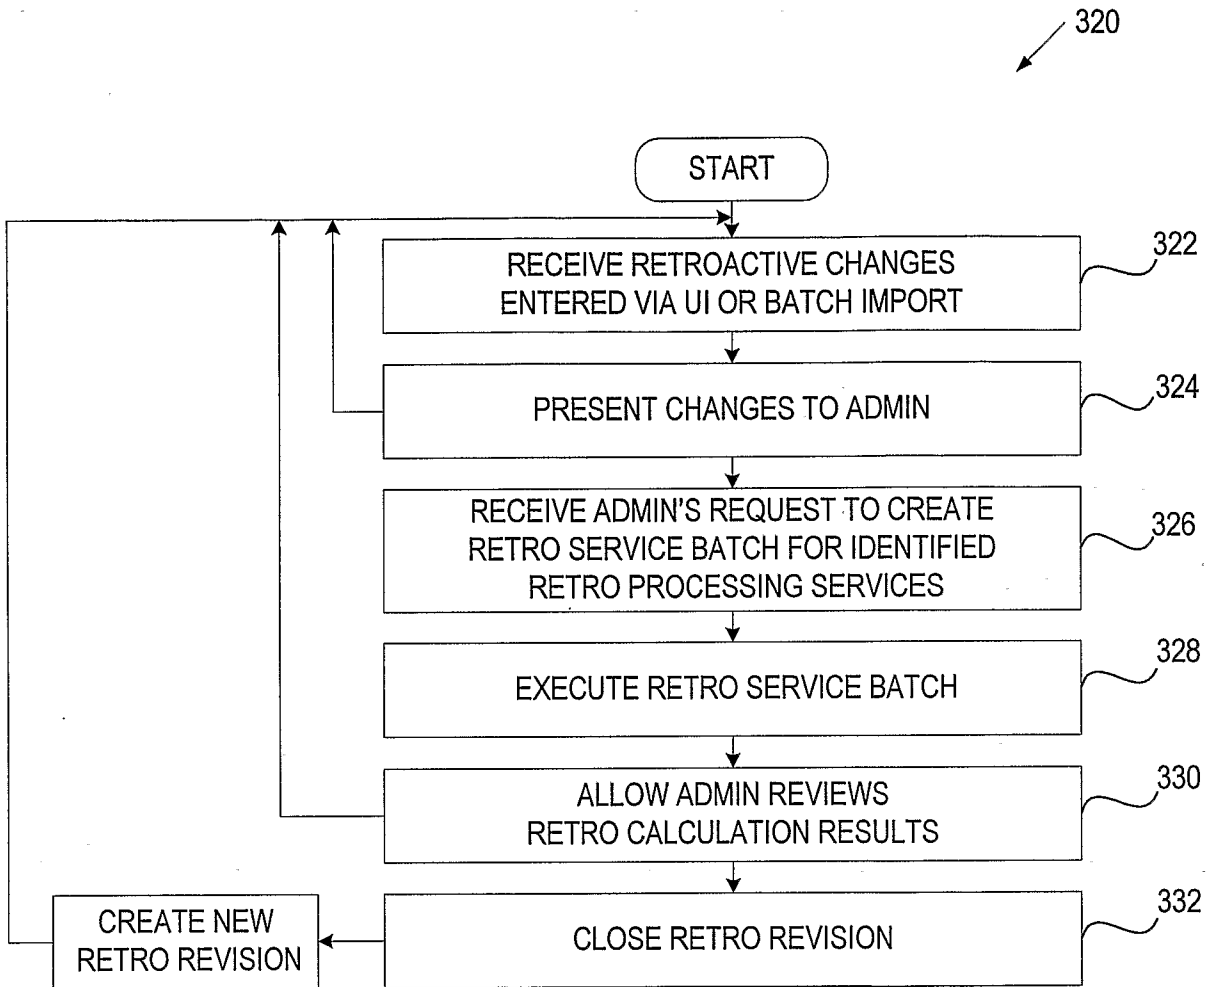 320
START
RECEIVE RETROACTIVE CHANGES
ENTERED VIA UI OR BATCH IMPORT
322
PRESENT CHANGES TO ADMIN
324
RECEIVE ADMIN'S REQUEST TO CREATE
RETRO SERVICE BATCH FOR IDENTIFIED
RETRO PROCESSING SERVICES
326
EXECUTE RETRO SERVICE BATCH
328
ALLOW ADMIN REVIEWS
RETRO CALCULATION RESULTS
330
CLOSE RETRO REVISION
332
CREATE NEW
RETRO REVISION